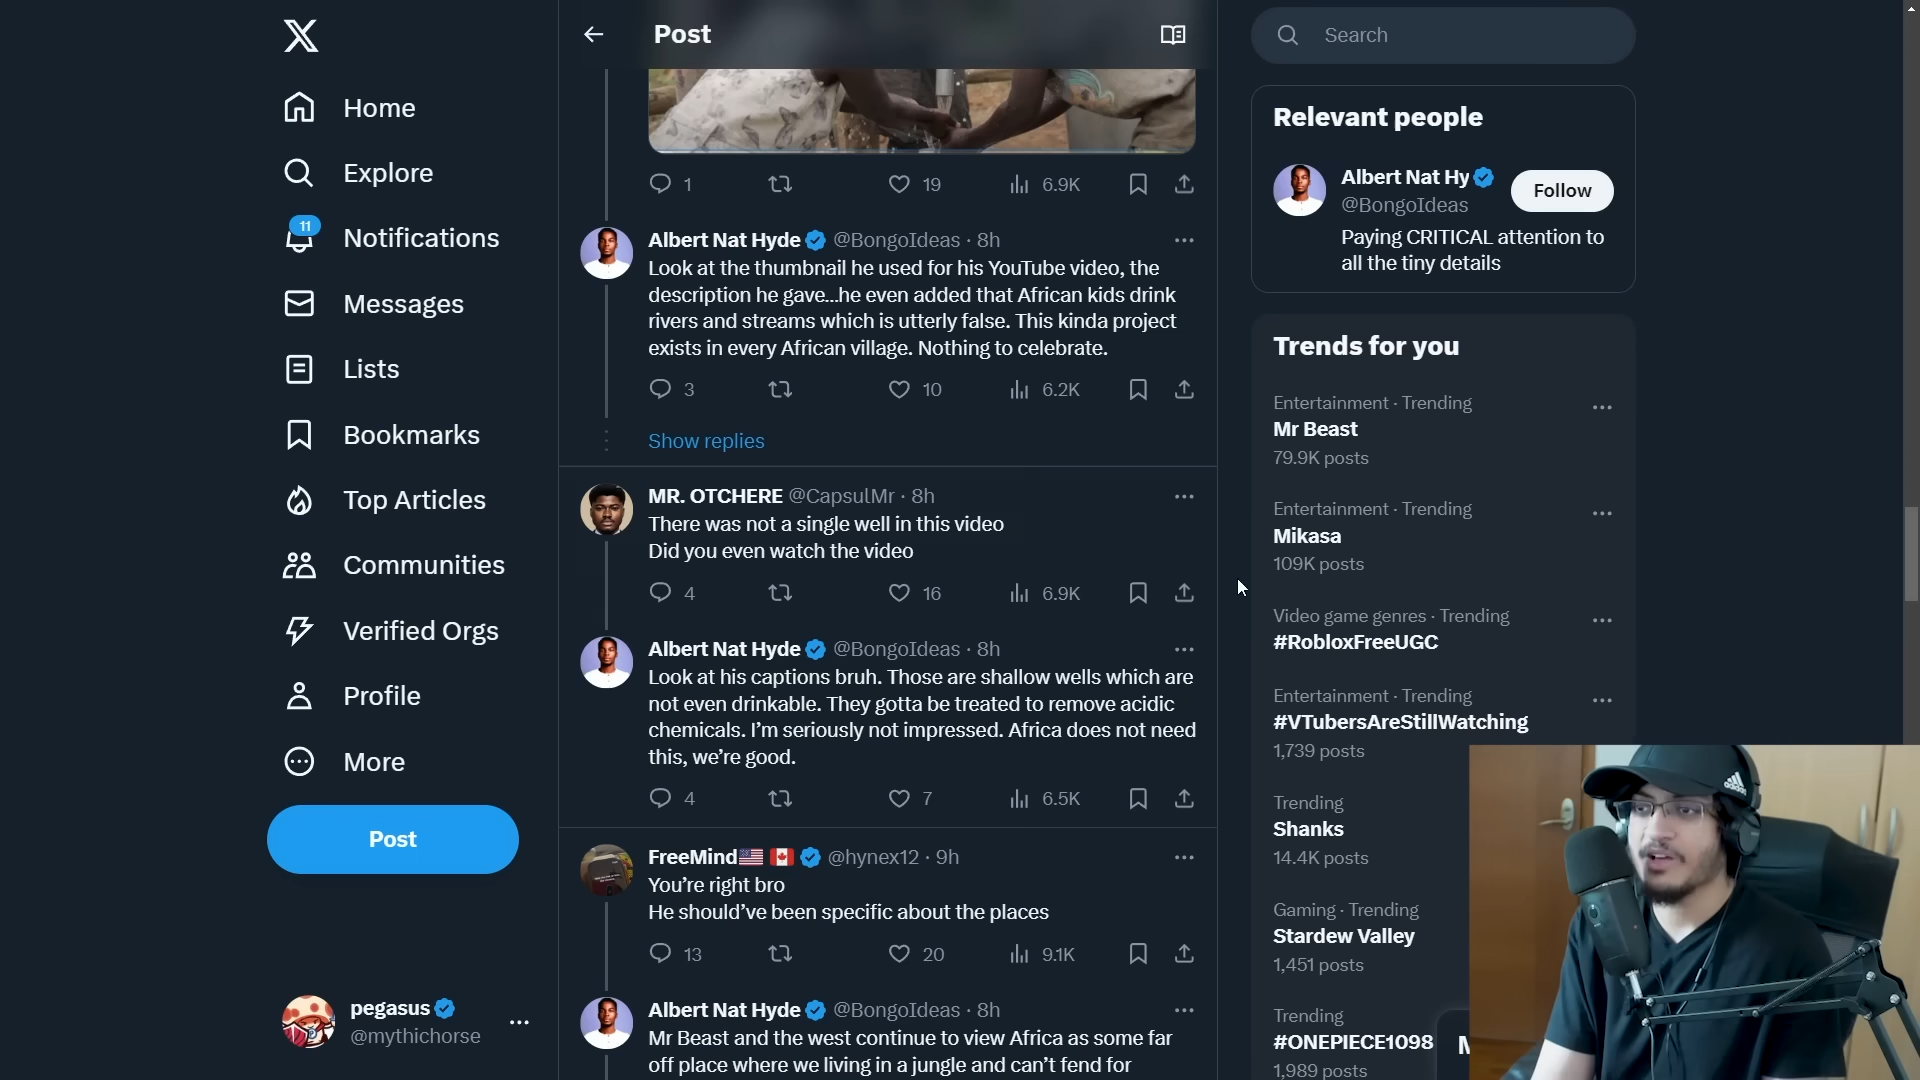 Home
Explore
11
Notifications
Messages
Lists
Bookmarks
Top Articles
Communities
Verified Orgs
Profile
More
Post
pegasus
@mythichorse
Post
1
19
6.9K
Albert Nat Hyde @BongoIdeas · 8h
Look at the thumbnail he used for his YouTube video, the
description he gave...he even added that African kids drink
rivers and streams which is utterly false. This kinda project
exists in every African village. Nothing to celebrate.
3
10
6.2K
Show replies
MR. OTCHERE @CapsulMr · 8h
There was not a single well in this video
Did you even watch the video
4
16
6.9K
Albert Nat Hyde @BongoIdeas · 8h
Look at his captions bruh. Those are shallow wells which are
not even drinkable. They gotta be treated to remove acidic
chemicals. I’m seriously not impressed. Africa does not need
this, we’re good.
4
7
6.5K
FreeMind @hynex12 · 9h
You’re right bro
He should’ve been specific about the places
13
20
9.1K
Albert Nat Hyde @BongoIdeas · 8h
Mr Beast and the west continue to view Africa as some far
off place where we living in a jungle and can’t fend for
Search
Relevant people
Albert Nat Hy
@BongoIdeas
Follow
Paying CRITICAL attention to
all the tiny details
Trends for you
Entertainment · Trending
Mr Beast
79.9K posts
Entertainment · Trending
Mikasa
109K posts
Video game genres · Trending
#RobloxFreeUGC
Entertainment · Trending
#VTubersAreStillWatching
1,739 posts
Trending
Shanks
14.4K posts
Gaming · Trending
Stardew Valley
1,451 posts
Trending
#ONEPIECE1098
1,989 posts